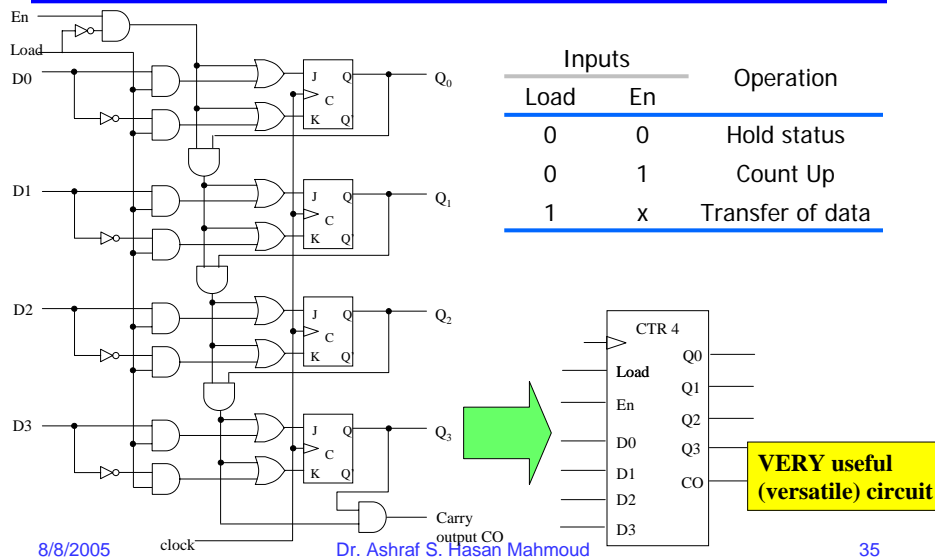 En
Load
D0
J Q Q0
C
K Q'
D1
J Q Q1
C
K Q'
D2
J Q Q2
C
K Q'
D3
J Q Q3
C
K Q'
Carry
output CO
clock
Inputs Operation
Load En
0 0 Hold status
0 1 Count Up
1 x Transfer of data
CTR 4
Q0
Load
Q1
En
Q2
D0
Q3
D1
CO
D2
D3
VERY useful
(versatile) circuit
8/8/2005 Dr. Ashraf S. Hasan Mahmoud 35